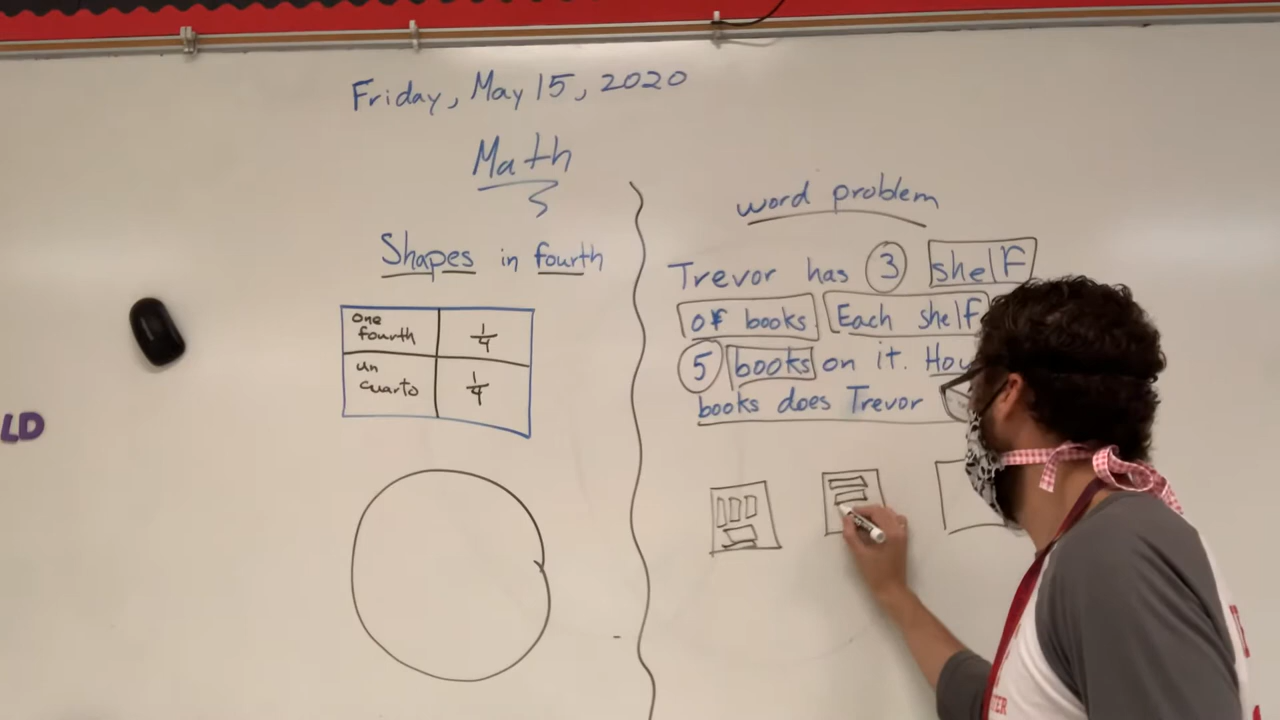 Friday, May 15, 2020
Math
Shapes in fourth
One fourth
1/4
un cuarto
1/4
word problem
Trevor has 3 shelf
of books Each shelf
5 books on it.
books does Trevor
LD